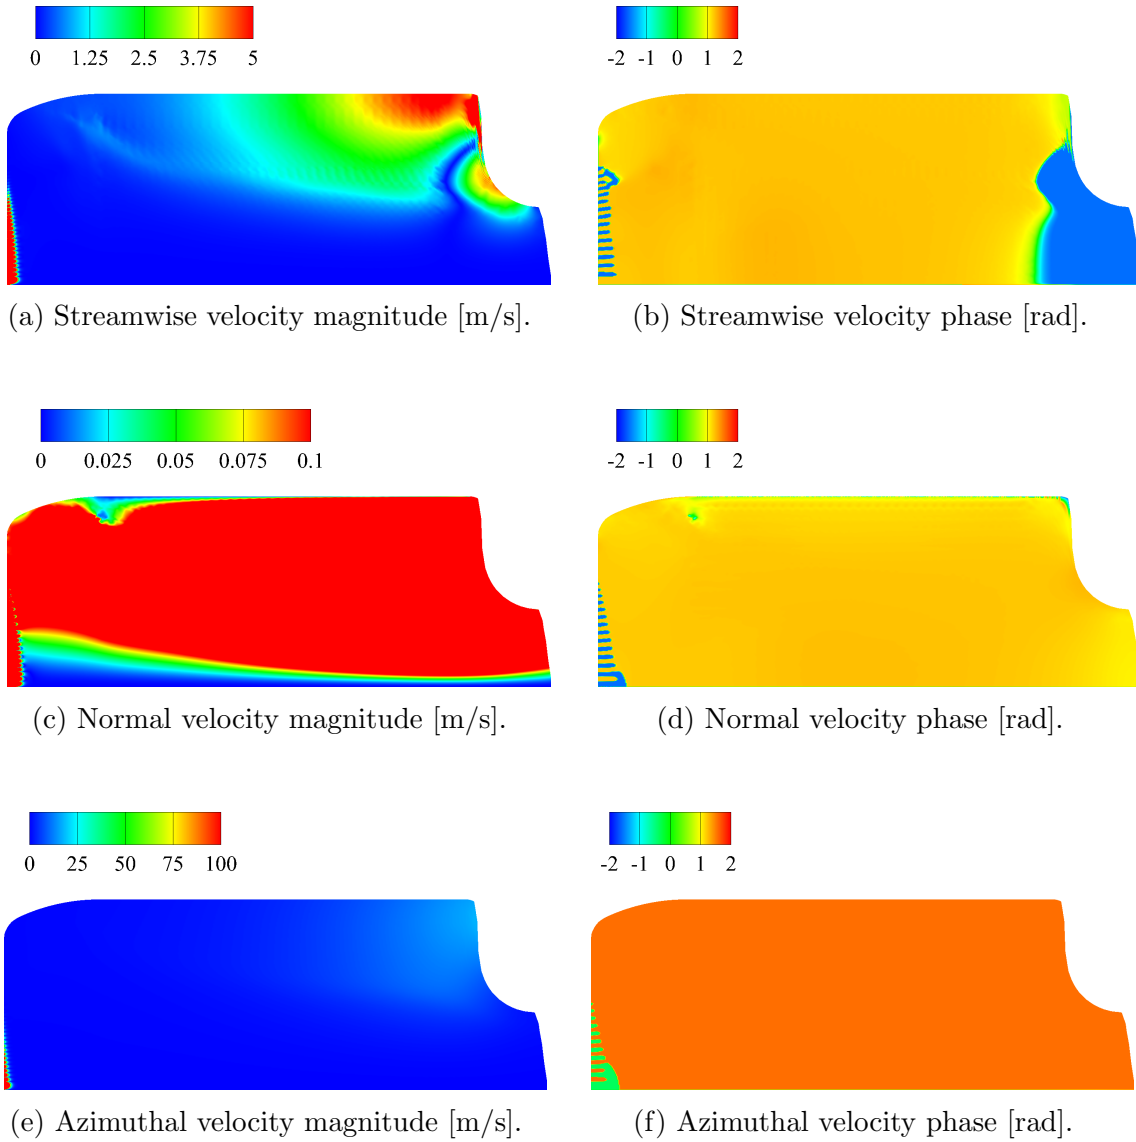 0 1.25 2.5 3.75 5
-2 -1 0 1 2
(a) Streamwise velocity magnitude [m/s].
(b) Streamwise velocity phase [rad].
0 0.025 0.05 0.075 0.1
-2 -1 0 1 2
(c) Normal velocity magnitude [m/s].
(d) Normal velocity phase [rad].
0 25 50 75 100
-2 -1 0 1 2
(e) Azimuthal velocity magnitude [m/s].
(f) Azimuthal velocity phase [rad].